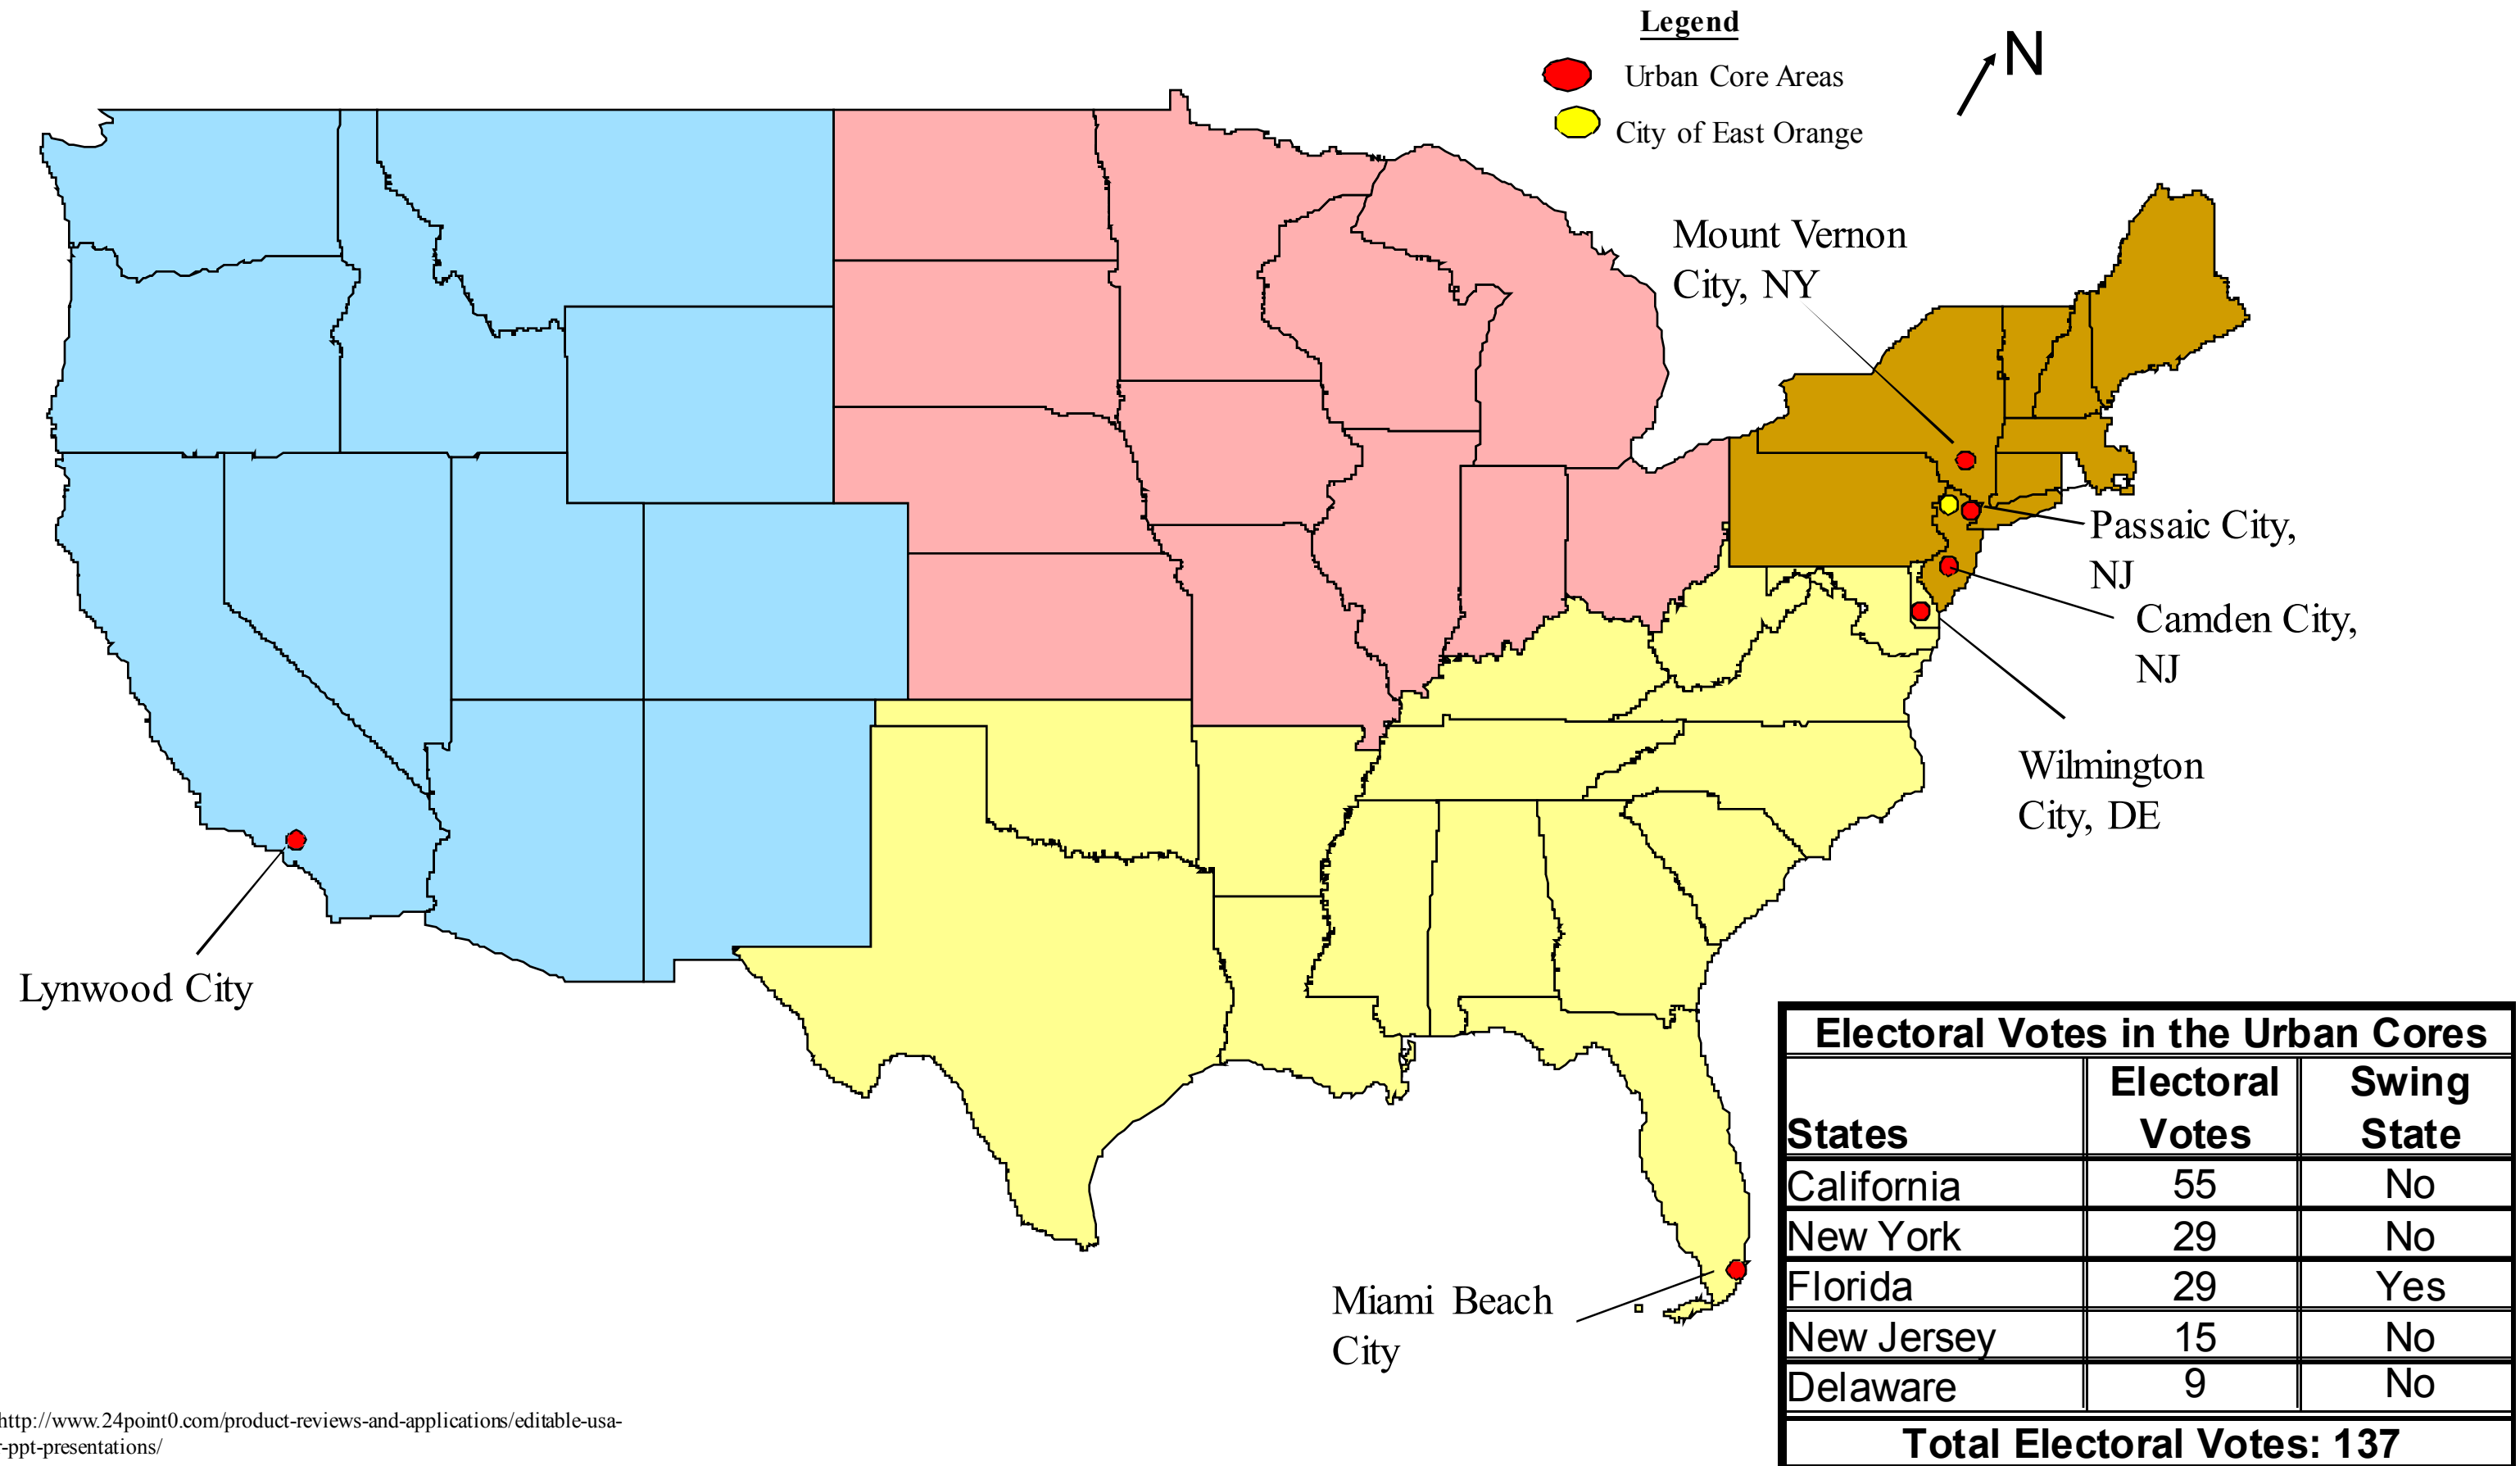 Legend
Urban Core Areas
City of East Orange
N
Mount Vernon
City, NY
Passaic City,
NJ
Camden City,
NJ
Wilmington
City, DE
Lynwood City
Miami Beach
City
Electoral Votes in the Urban Cores
States Electoral Votes Swing State
California 55 No
New York 29 No
Florida 29 Yes
New Jersey 15 No
Delaware 9 No
Total Electoral Votes: 137
http://www.24point0.com/product-reviews-and-applications/editable-usa-
r-ppt-presentations/